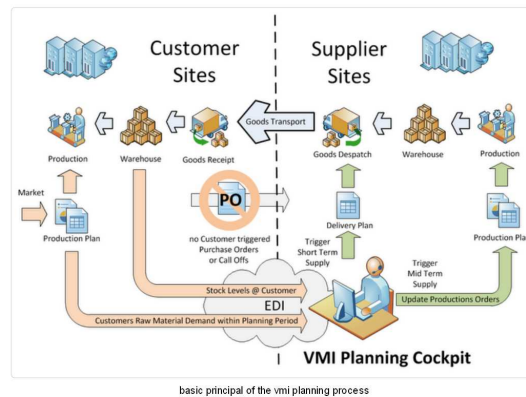 Customer
Sites
Supplier
Sites
Goods Transport
Production
Warehouse
Goods Receipt
Goods Despatch
Warehouse
Production
Market
Production Plan
PO
no Customer triggered
Purchase Orders
or Call Offs
Delivery Plan
Trigger
Short Term
Supply
Trigger
Mid Term
Supply
Production Plan
Stock Levels @ Customer
EDI
Customers Raw Material Demand within Planning Period
Update Productions Orders
VMI Planning Cockpit
basic principal of the vmi planning process